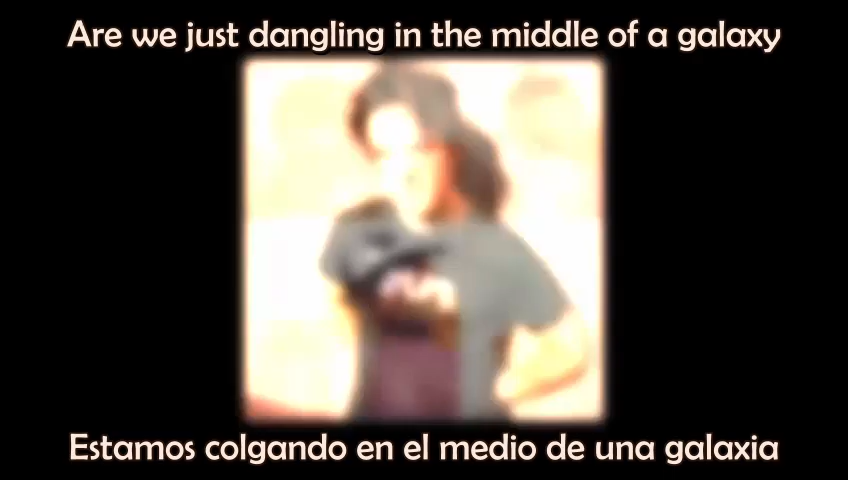 Are we just dangling in the middle of a galaxy
Estamos colgando en el medio de una galaxia